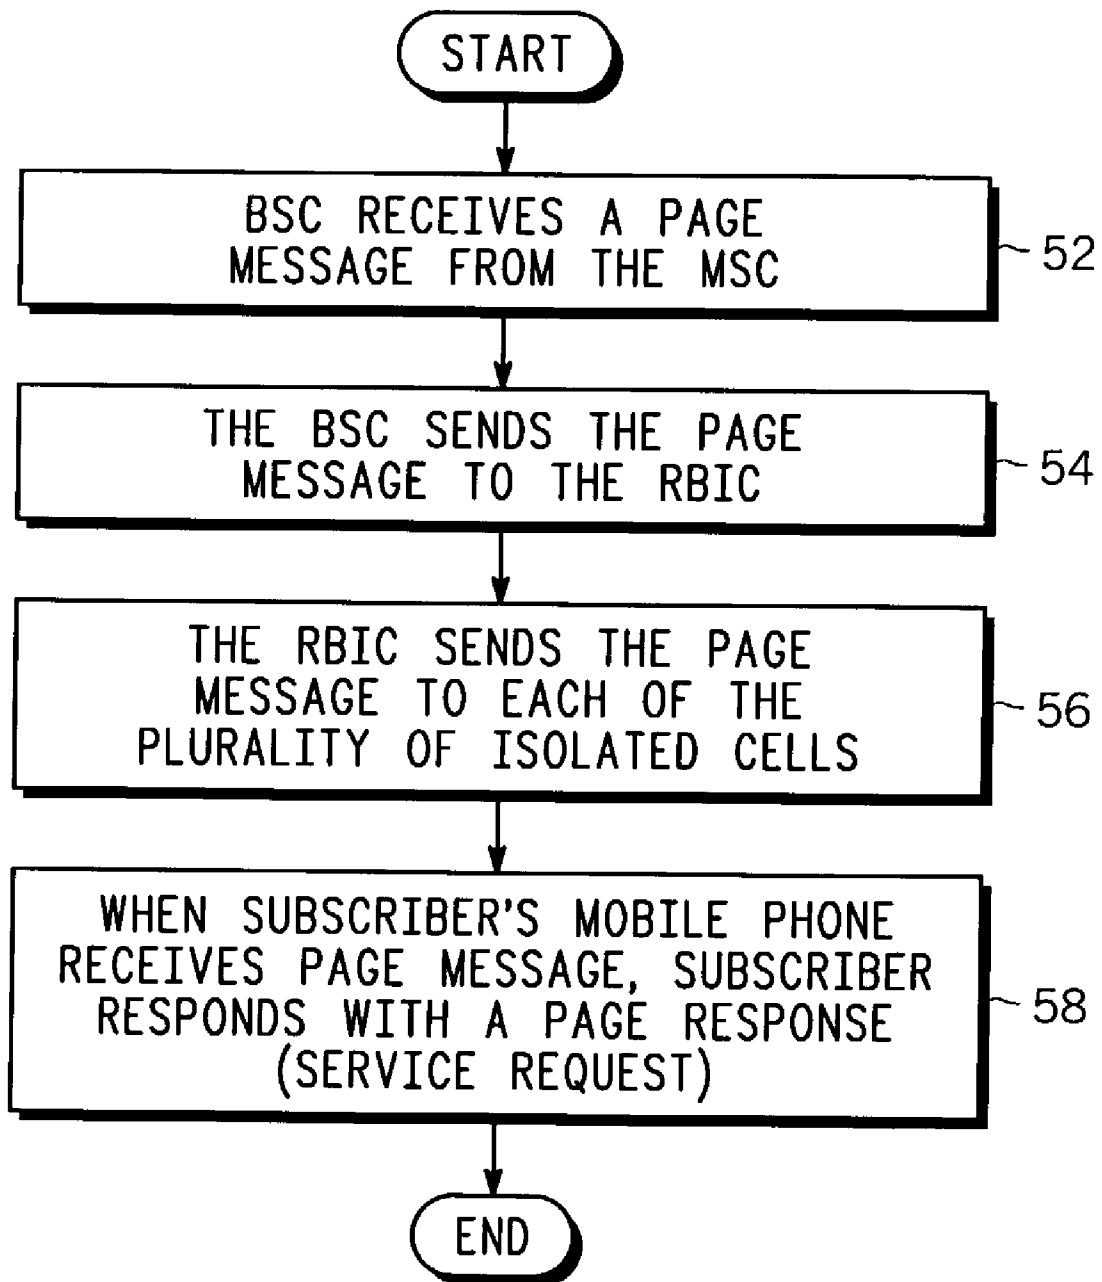 START
BSC RECEIVES A PAGE
MESSAGE FROM THE MSC
52
THE BSC SENDS THE PAGE
MESSAGE TO THE RBIC
54
THE RBIC SENDS THE PAGE
MESSAGE TO EACH OF THE
PLURALITY OF ISOLATED CELLS
56
WHEN SUBSCRIBER'S MOBILE PHONE
RECEIVES PAGE MESSAGE, SUBSCRIBER
RESPONDS WITH A PAGE RESPONSE
(SERVICE REQUEST)
58
END